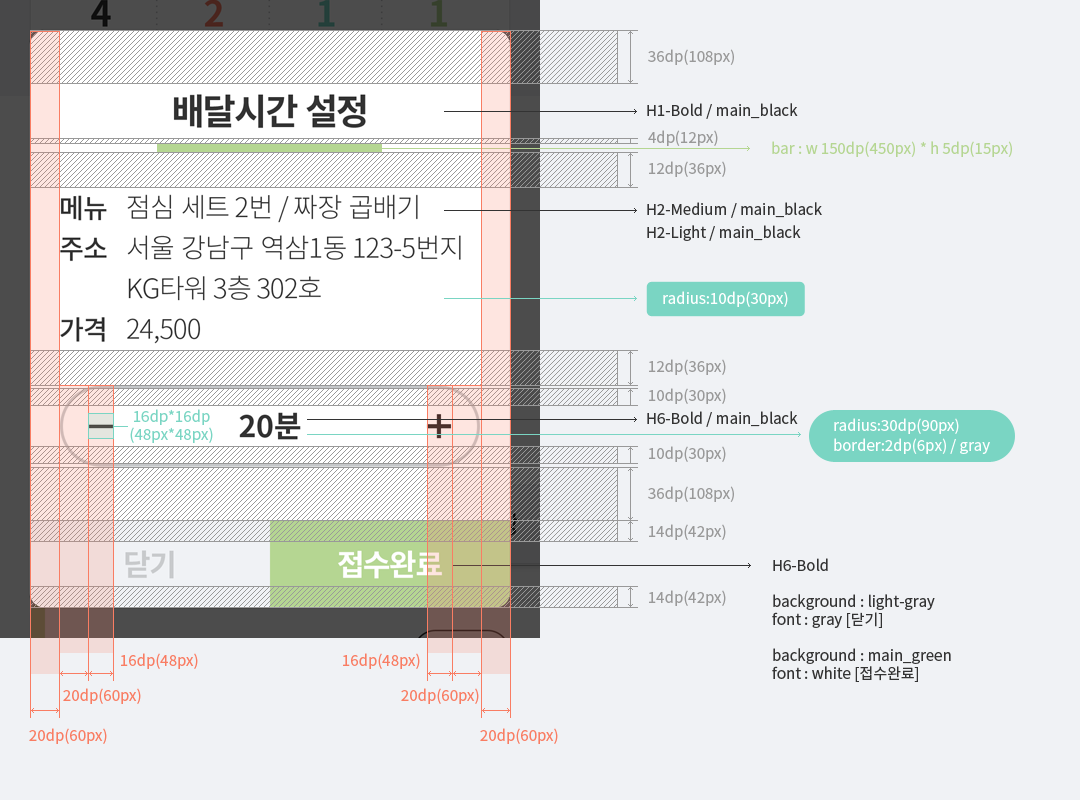 4 2 1 1
36dp(108px)
배달시간 설정
H1-Bold / main_black
4dp(12px)
bar : w 150dp(450px) * h 5dp(15px)
12dp(36px)
메뉴 점심 세트 2번 / 짜장 곱배기
H2-Medium / main_black
주소 서울 강남구 역삼1동 123-5번지
H2-Light / main_black
KG타워 3층 302호
radius:10dp(30px)
가격 24,500
12dp(36px)
10dp(30px)
16dp*16dp
(48px*48px)
− 20분 +
H6-Bold / main_black
radius:30dp(90px)
border:2dp(6px) / gray
10dp(30px)
36dp(108px)
14dp(42px)
닫기 접수완료
H6-Bold
14dp(42px)
background : light-gray
font : gray [닫기]
background : main_green
font : white [접수완료]
16dp(48px) 16dp(48px)
20dp(60px) 20dp(60px)
20dp(60px) 20dp(60px)